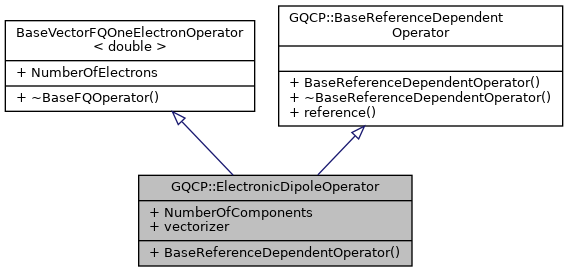 BaseVectorFQOneElectronOperator
< double >
+ NumberOfElectrons
+ ~BaseFQOperator()
GQCP::BaseReferenceDependent
Operator
+ BaseReferenceDependentOperator()
+ ~BaseReferenceDependentOperator()
+ reference()
GQCP::ElectronicDipoleOperator
+ NumberOfComponents
+ vectorizer
+ BaseReferenceDependentOperator()